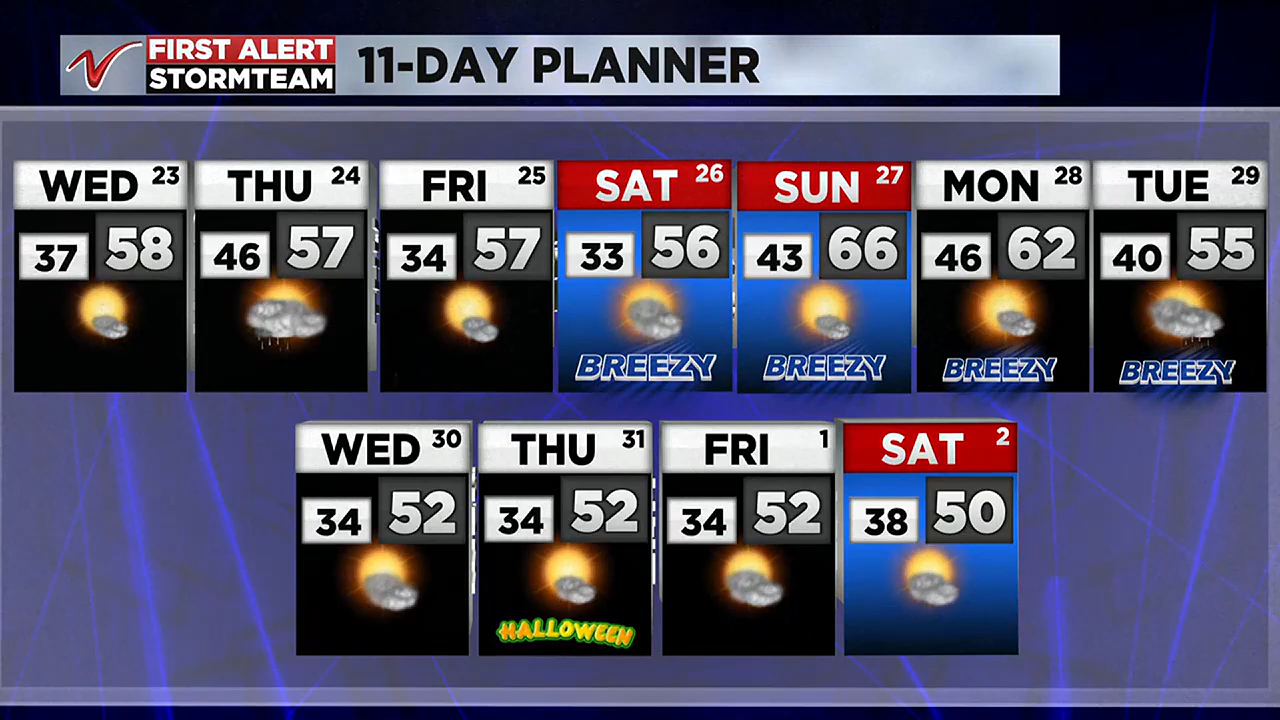 FIRST ALERT
STORMTEAM
11-DAY PLANNER
WED 23
37 58
THU 24
46 57
FRI 25
34 57
SAT 26
33 56
BREEZY
SUN 27
43 66
BREEZY
MON 28
46 62
BREEZY
TUE 29
40 55
BREEZY
WED 30
34 52
THU 31
34 52
HALLOWEEN
FRI 1
34 52
SAT 2
38 50